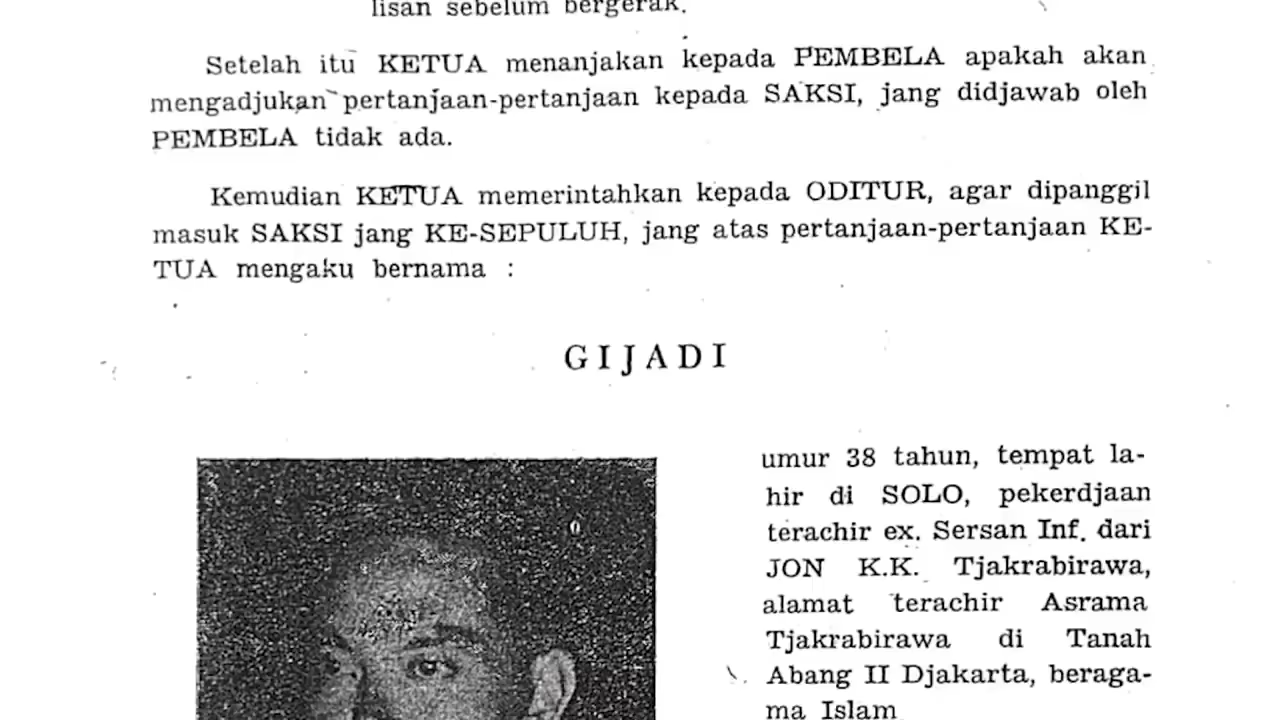 lisan sebelum bergerak.
Setelah itu KETUA menanjakan kepada PEMBELA apakah akan
mengadjukan pertanjaan-pertanjaan kepada SAKSI, jang didjawab oleh
PEMBELA tidak ada.
Kemudian KETUA memerintahkan kepada ODITUR, agar dipanggil
masuk SAKSI jang KE-SEPULUH, jang atas pertanjaan-pertanjaan KE-
TUA mengaku bernama :
GIJADI
umur 38 tahun, tempat la-
hir di SOLO, pekerdjaan
terachir ex. Sersan Inf. dari
JON K.K. Tjakrabirawa,
alamat terachir Asrama
Tjakrabirawa di Tanah
Abang II Djakarta, beraga-
ma Islam